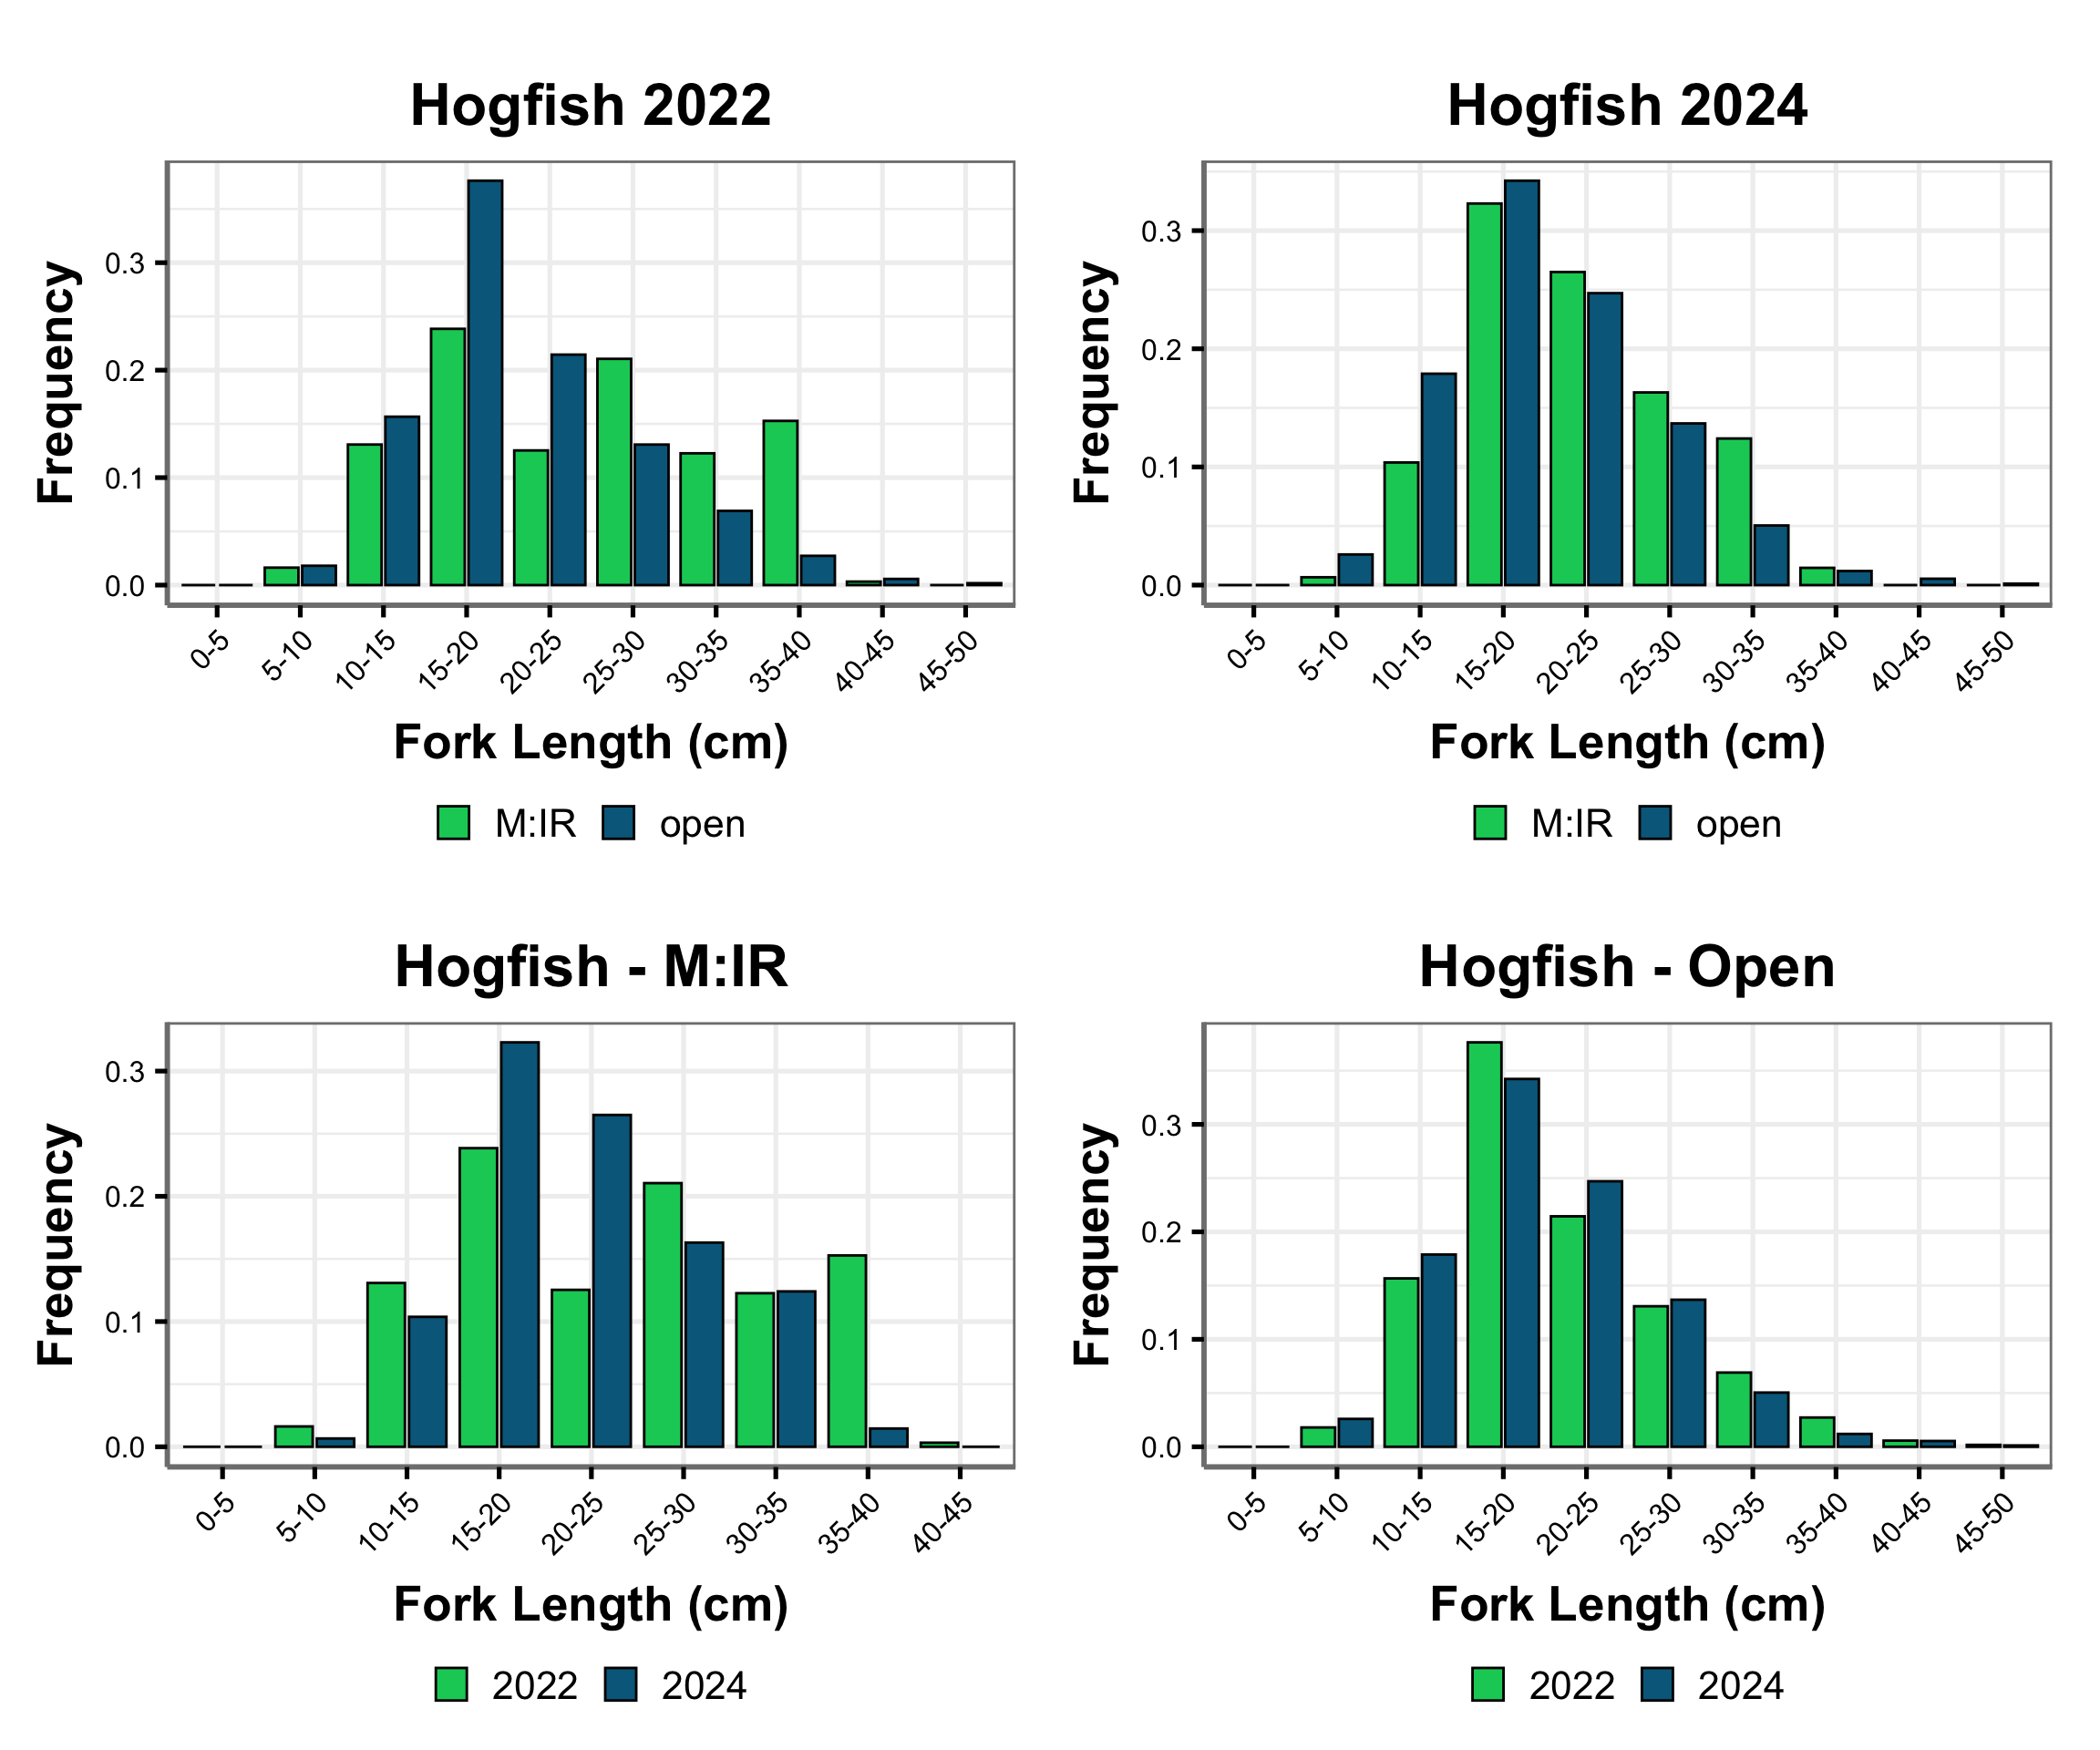 Hogfish 2022
Frequency
0.3
0.2
0.1
0.0
0-5 5-10 10-15 15-20 20-25 25-30 30-35 35-40 40-45 45-50
Fork Length (cm)
M:IR open
Hogfish 2024
Frequency
0.3
0.2
0.1
0.0
0-5 5-10 10-15 15-20 20-25 25-30 30-35 35-40 40-45 45-50
Fork Length (cm)
M:IR open
Hogfish - M:IR
Frequency
0.3
0.2
0.1
0.0
0-5 5-10 10-15 15-20 20-25 25-30 30-35 35-40 40-45
Fork Length (cm)
2022 2024
Hogfish - Open
Frequency
0.3
0.2
0.1
0.0
0-5 5-10 10-15 15-20 20-25 25-30 30-35 35-40 40-45 45-50
Fork Length (cm)
2022 2024